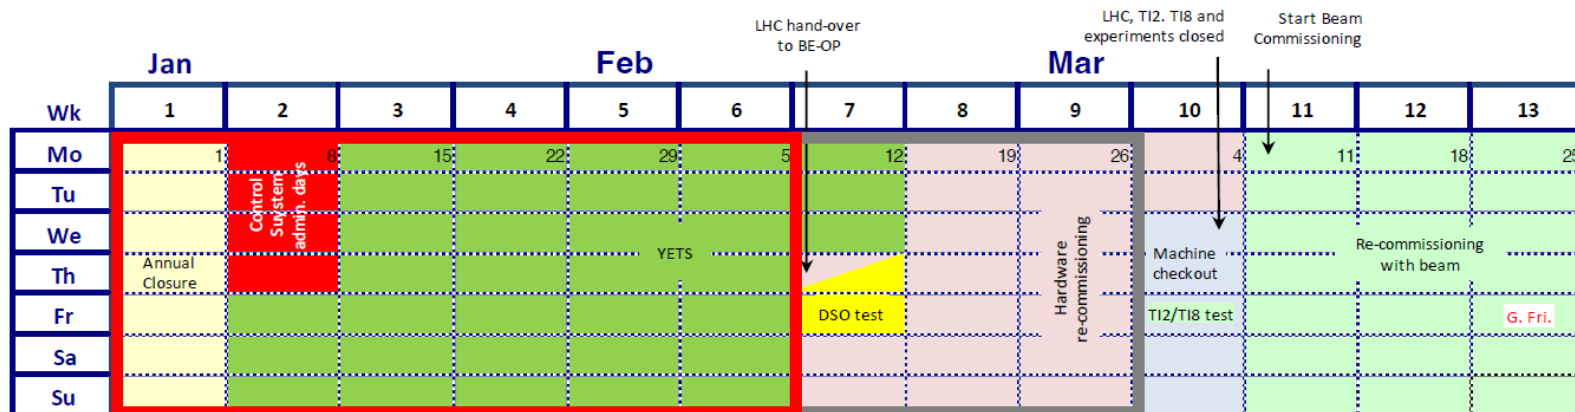 LHC hand-over
to BE-OP
LHC, TI2. TI8 and
experiments closed
Start Beam
Commissioning
Jan Feb Mar
Wk 1 2 3 4 5 6 7 8 9 10 11 12 13
Mo 1 8 15 22 29 5 12 19 26 4 11 18 25
Tu
We
Th
Fr
Sa
Su
Control
Suystem
admin. days
Annual
Closure
YETS
DSO test
Hardware
re-commissioning
Machine
checkout
TI2/TI8 test
Re-commissioning
with beam
G. Fri.